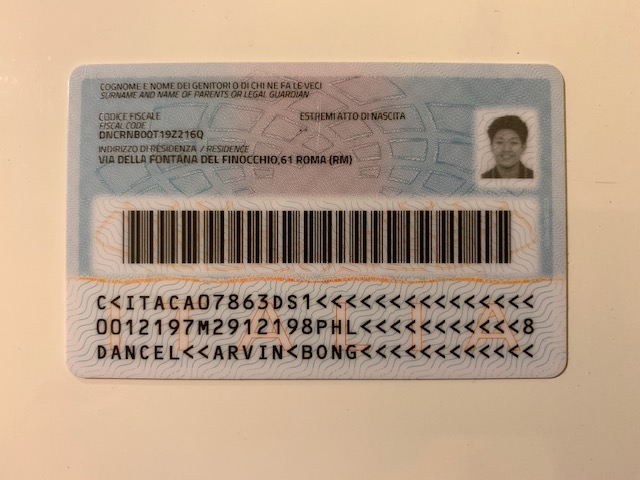 COGNOME E NOME DEI GENITORI O DI CHI NE FA LE VECI
SURNAME AND NAME OF PARENTS OR LEGAL GUARDIAN
CODICE FISCALE
FISCAL CODE
DNCRNB00T19Z216Q
ESTREMI ATTO DI NASCITA
INDIRIZZO DI RESIDENZA / RESIDENCE
VIA DELLA FONTANA DEL FINOCCHIO,61 ROMA (RM)
C<ITACA07863DS1<<<<<<<<<<<<<<<
0012197M2912198PHL<<<<<<<<<<<8
DANCEL<<ARVIN<BONG<<<<<<<<<<<<
ITALIA